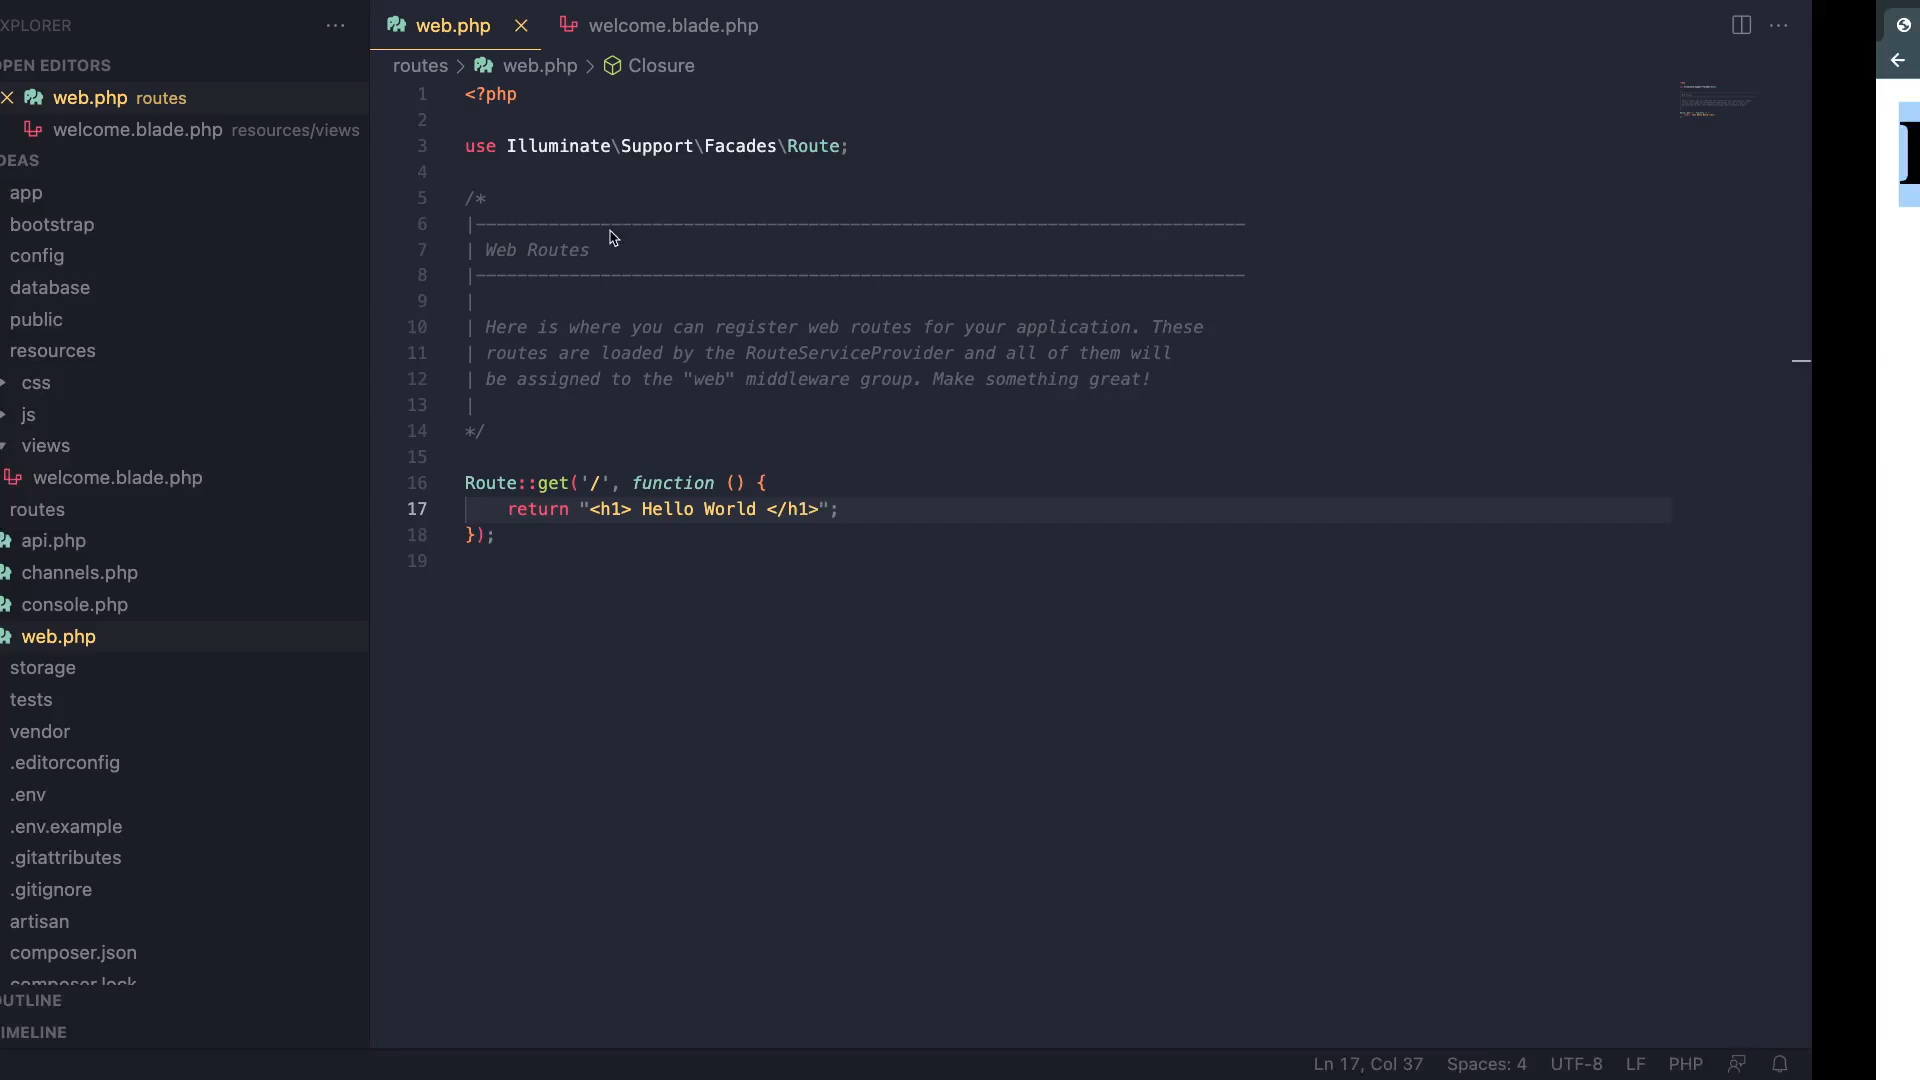 XPLORER
web.php
welcome.blade.php
PEN EDITORS
routes > web.php > Closure
web.php routes
welcome.blade.php resources/views
DEAS
app
bootstrap
config
database
public
resources
css
js
views
welcome.blade.php
routes
api.php
channels.php
console.php
web.php
storage
tests
vendor
.editorconfig
.env
.env.example
.gitattributes
.gitignore
artisan
composer.json
composer.lock
UTLINE
IMELINE
1 <?php
2
3 use Illuminate\Support\Facades\Route;
4
5 /*
6 |--------------------------------------------------------------------------
7 | Web Routes
8 |--------------------------------------------------------------------------
9 |
10 | Here is where you can register web routes for your application. These
11 | routes are loaded by the RouteServiceProvider and all of them will
12 | be assigned to the "web" middleware group. Make something great!
13 |
14 */
15
16 Route::get('/', function () {
17 return "<h1> Hello World </h1>";
18 });
19
Ln 17, Col 37 Spaces: 4 UTF-8 LF PHP